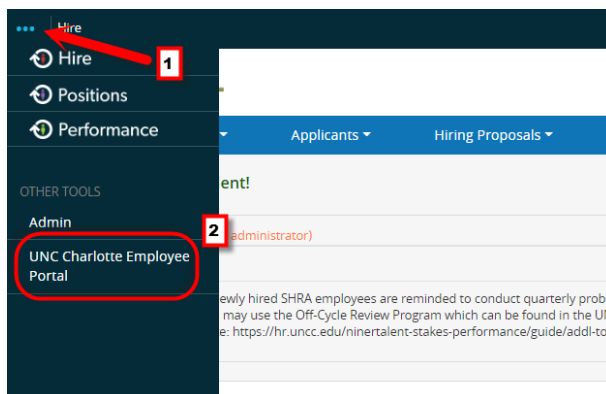 ••• Hire
Hire
1
Positions
Performance
Applicants
Hiring Proposals
OTHER TOOLS
ent!
Admin
2
administrator)
UNC Charlotte Employee
Portal
ewly hired SHRA employees are reminded to conduct quarterly prob
may use the Off-Cycle Review Program which can be found in the UN
e: https://hr.uncc.edu/ninertalent-stakes-performance/guide/addl-to